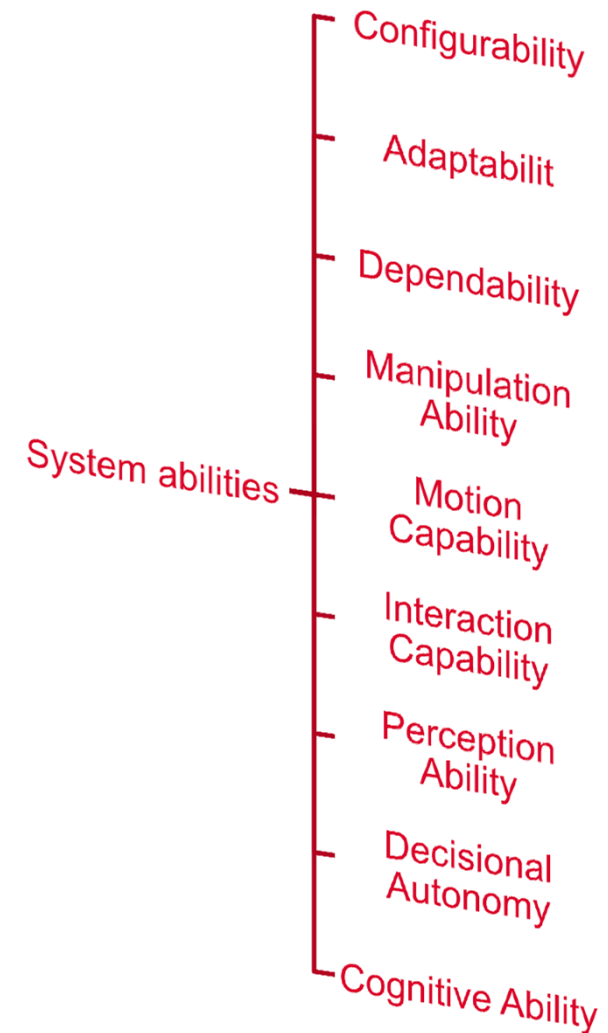 Configurability
Adaptabilit
Dependability
Manipulation
Ability
System abilities
Motion
Capability
Interaction
Capability
Perception
Ability
Decisional
Autonomy
Cognitive Ability